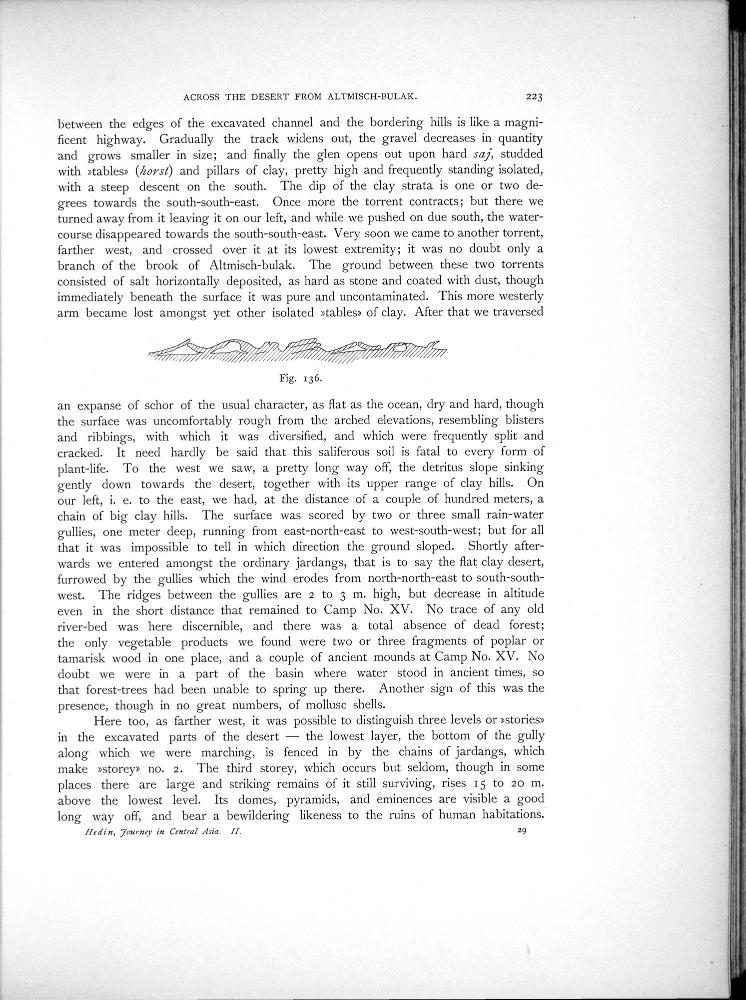 ACROSS THE DESERT FROM ALTMISCH-BULAK. 223
between the edges of the excavated channel and the bordering hills is like a magni-
ficent highway. Gradually the track widens out, the gravel decreases in quantity
and grows smaller in size; and finally the glen opens out upon hard saj, studded
with »tables» (horst) and pillars of clay, pretty high and frequently standing isolated,
with a steep descent on the south. The dip of the clay strata is one or two de-
grees towards the south-south-east. Once more the torrent contracts; but there we
turned away from it leaving it on our left, and while we pushed on due south, the water-
course disappeared towards the south-south-east. Very soon we came to another torrent,
farther west, and crossed over it at its lowest extremity; it was no doubt only a
branch of the brook of Altmisch-bulak. The ground between these two torrents
consisted of salt horizontally deposited, as hard as stone and coated with dust, though
immediately beneath the surface it was pure and uncontaminated. This more westerly
arm became lost amongst yet other isolated »tables» of clay. After that we traversed
Fig. 136.
an expanse of schor of the usual character, as flat as the ocean, dry and hard, though
the surface was uncomfortably rough from the arched elevations, resembling blisters
and ribbings, with which it was diversified, and which were frequently split and
cracked. It need hardly be said that this saliferous soil is fatal to every form of
plant-life. To the west we saw, a pretty long way off, the detritus slope sinking
gently down towards the desert, together with its upper range of clay hills. On
our left, i. e. to the east, we had, at the distance of a couple of hundred meters, a
chain of big clay hills. The surface was scored by two or three small rain-water
gullies, one meter deep, running from east-north-east to west-south-west; but for all
that it was impossible to tell in which direction the ground sloped. Shortly after-
wards we entered amongst the ordinary jardangs, that is to say the flat clay desert,
furrowed by the gullies which the wind erodes from north-north-east to south-south-
west. The ridges between the gullies are 2 to 3 m. high, but decrease in altitude
even in the short distance that remained to Camp No. XV. No trace of any old
river-bed was here discernible, and there was a total absence of dead forest;
the only vegetable products we found were two or three fragments of poplar or
tamarisk wood in one place, and a couple of ancient mounds at Camp No. XV. No
doubt we were in a part of the basin where water stood in ancient times, so
that forest-trees had been unable to spring up there. Another sign of this was the
presence, though in no great numbers, of mollusc shells.
Here too, as farther west, it was possible to distinguish three levels or »stories»
in the excavated parts of the desert — the lowest layer, the bottom of the gully
along which we were marching, is fenced in by the chains of jardangs, which
make »storey» no. 2. The third storey, which occurs but seldom, though in some
places there are large and striking remains of it still surviving, rises 15 to 20 m.
above the lowest level. Its domes, pyramids, and eminences are visible a good
long way off, and bear a bewildering likeness to the ruins of human habitations.
Hedin, Journey in Central Asia. II. 29